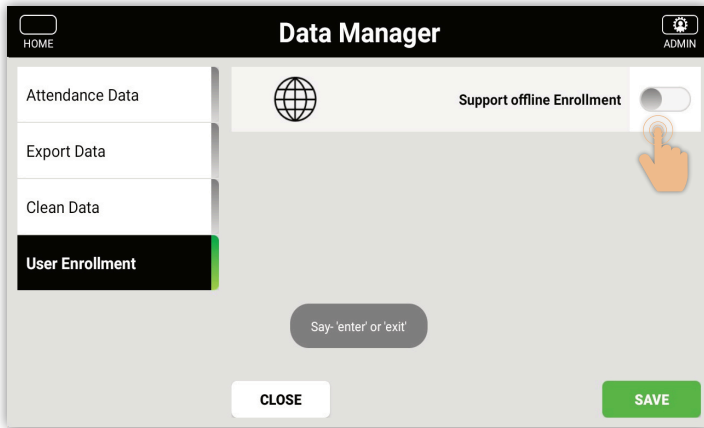 HOME
Data Manager
ADMIN
Attendance Data
Export Data
Clean Data
User Enrollment
Support offline Enrollment
Say- 'enter' or 'exit'
CLOSE
SAVE